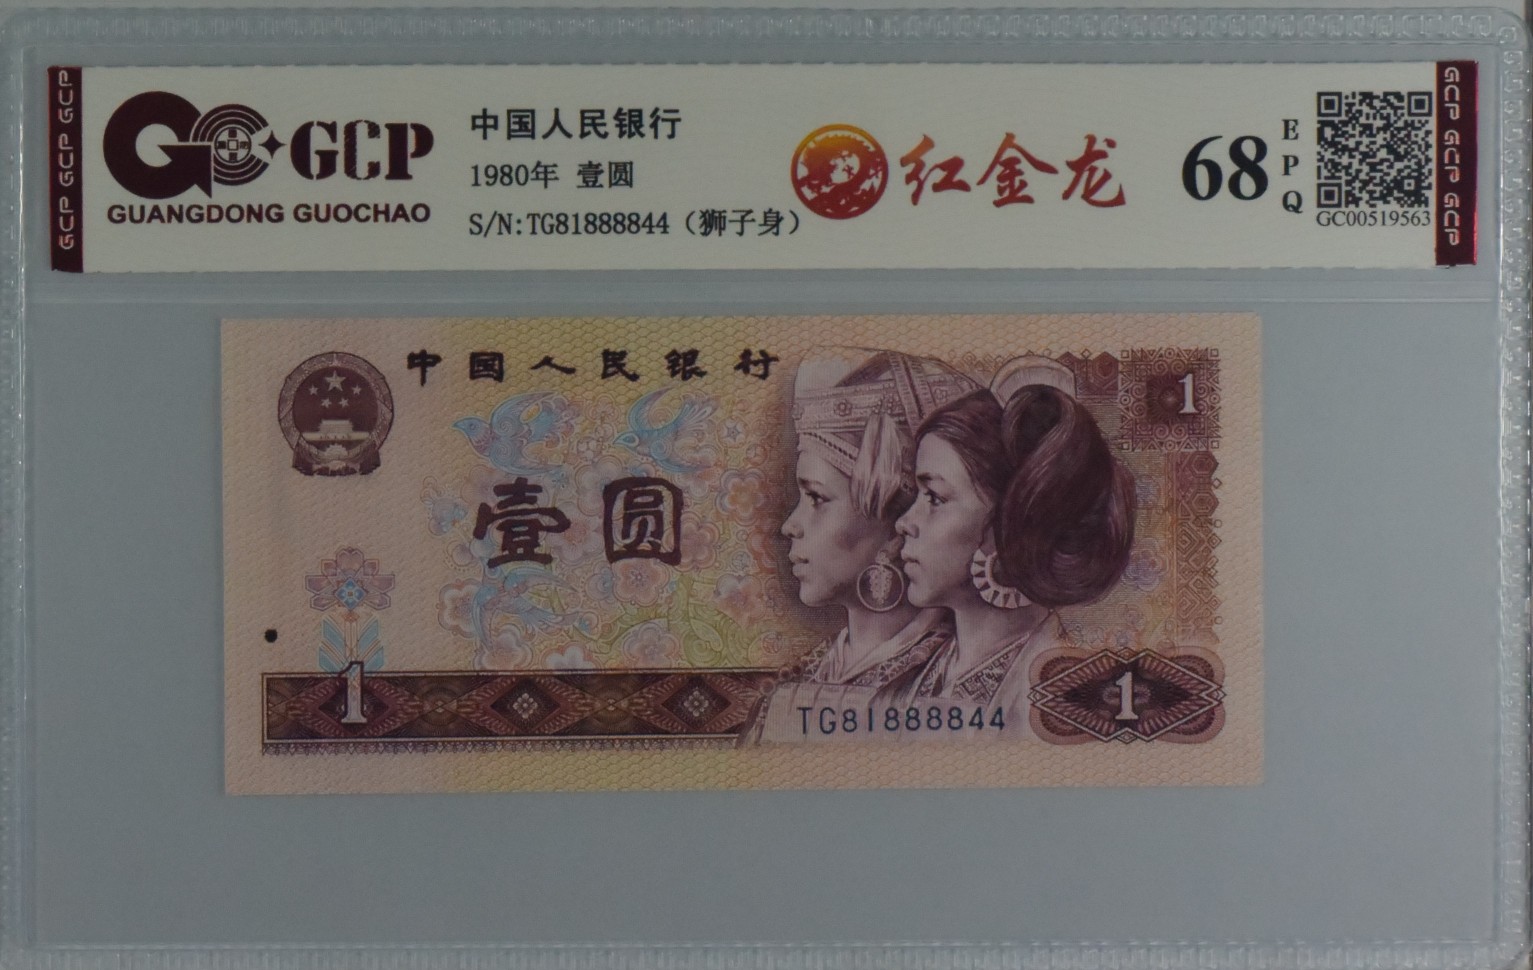 GCP GCP GCP
GCP
GUANGDONG GUOCHAO
中国人民银行
1980年 壹圆
S/N:TG81888844（狮子身）
红金龙
68
EPQ
GC00519563
GCP GCP GCP
中国人民银行
1
壹圆
1
TG81888844
1